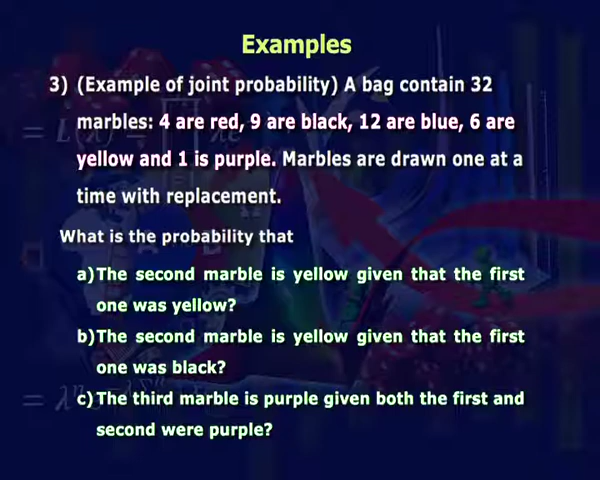 Examples
3) (Example of joint probability) A bag contain 32
marbles: 4 are red, 9 are black, 12 are blue, 6 are
yellow and 1 is purple. Marbles are drawn one at a
time with replacement.
What is the probability that
a)The second marble is yellow given that the first
one was yellow?
b)The second marble is yellow given that the first
one was black?
c)The third marble is purple given both the first and
second were purple?